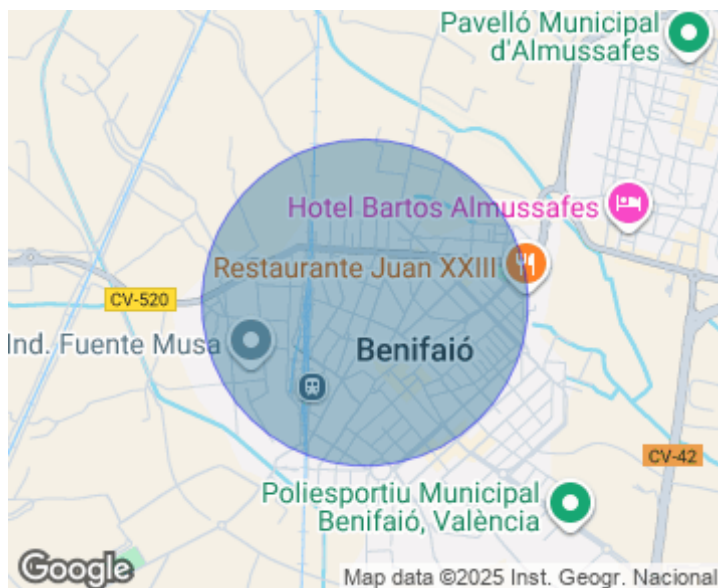 Pavelló Municipal
d'Almussafes
Hotel Bartos Almussafes
Restaurante Juan XXIII
CV-520
Ind. Fuente Musa
Benifaió
CV-42
Poliesportiu Municipal
Benifaió, València
Google
Map data ©2025 Inst. Geogr. Nacional